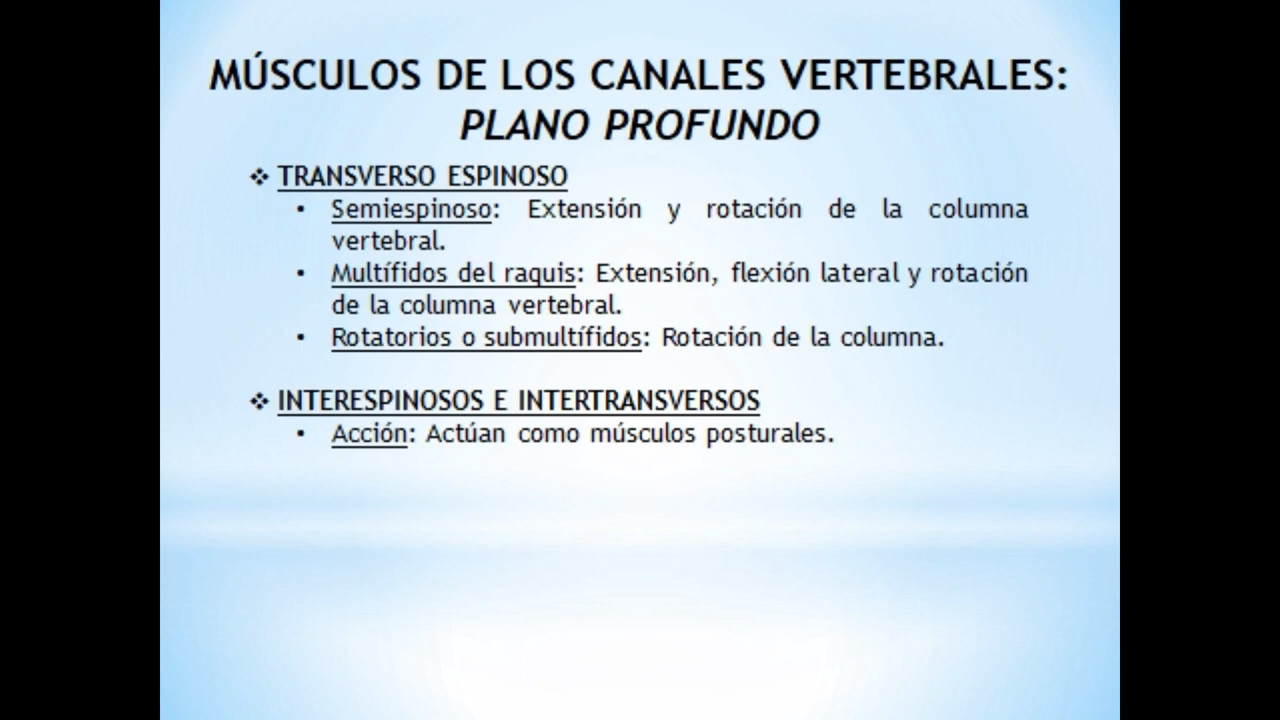 MÚSCULOS DE LOS CANALES VERTEBRALES:
PLANO PROFUNDO
❖ TRANSVERSO ESPINOSO
• Semiespinoso: Extensión y rotación de la columna
vertebral.
• Multífidos del raquis: Extensión, flexión lateral y rotación
de la columna vertebral.
• Rotatorios o submultífidos: Rotación de la columna.
❖ INTERESPINOSOS E INTERTRANSVERSOS
• Acción: Actúan como músculos posturales.